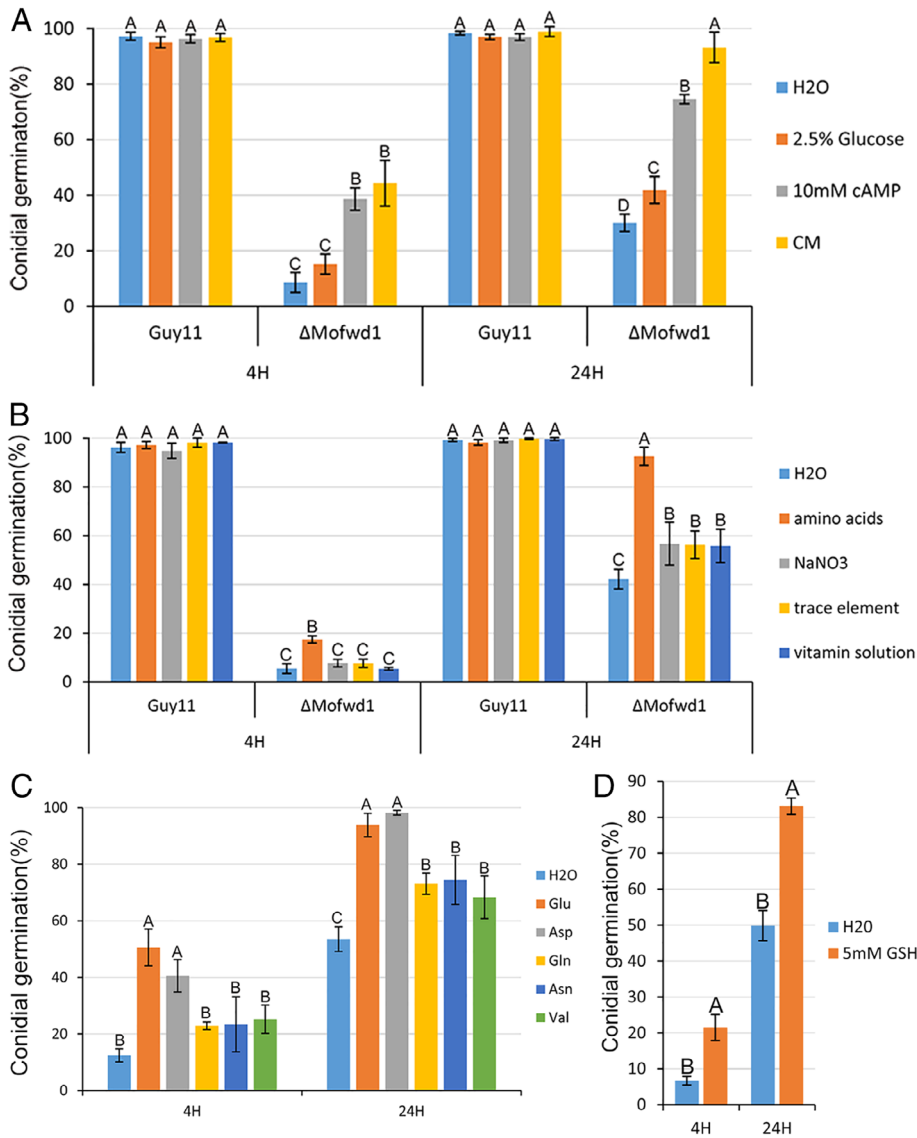 A
Conidial germinaton(%)
100
80
60
40
20
0
A A A A
C C B B
A A A A
D C B A
Guy11 ΔMofwd1 Guy11 ΔMofwd1
4H 24H
H2O
2.5% Glucose
10mM cAMP
CM
B
Conidial germination(%)
100
80
60
40
20
0
A A A A A
C B C C C
A A A A A
C A B B B
Guy11 ΔMofwd1 Guy11 ΔMofwd1
4H 24H
H2O
amino acids
NaNO3
trace element
vitamin solution
C
Conidial germination(%)
100
80
60
40
20
0
B A A B B B
C A A B B B
4H 24H
H2O
Glu
Asp
Gln
Asn
Val
D
Conidial germination(%)
90
80
70
60
50
40
30
20
10
0
B A
B A
4H 24H
H20
5mM GSH